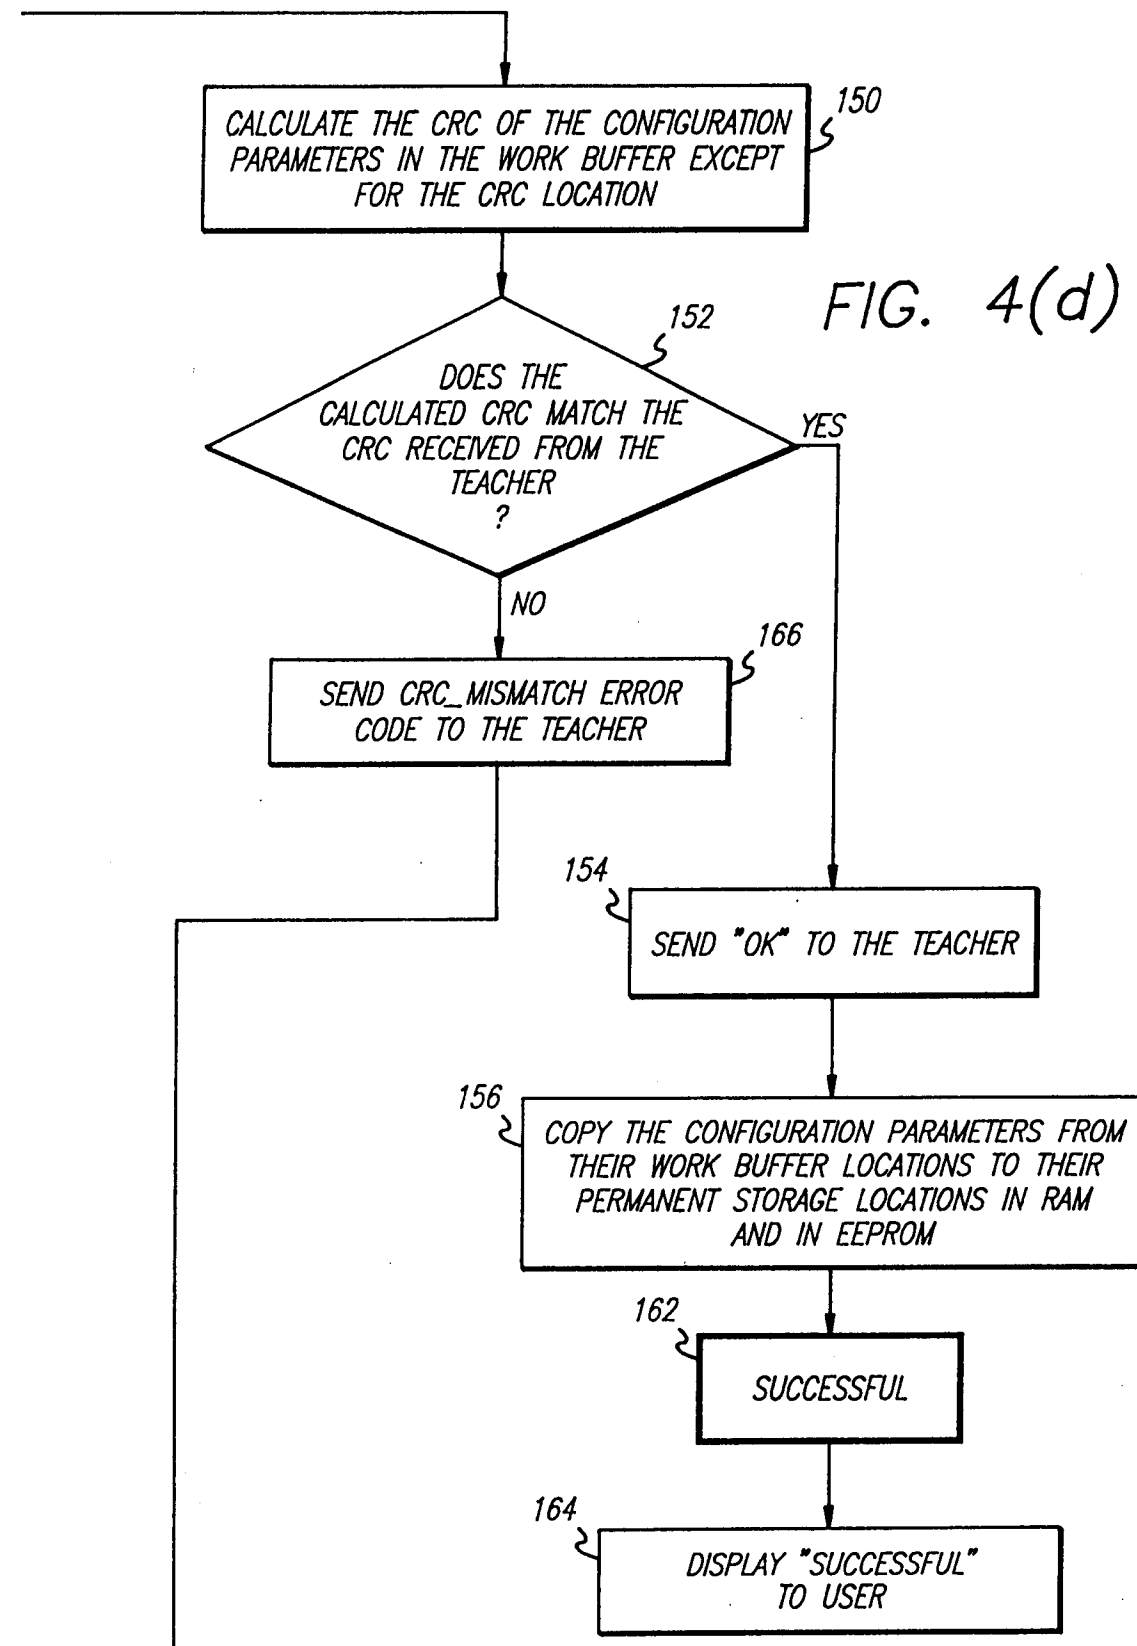 150
CALCULATE THE CRC OF THE CONFIGURATION
PARAMETERS IN THE WORK BUFFER EXCEPT
FOR THE CRC LOCATION
FIG. 4(d)
152
DOES THE
CALCULATED CRC MATCH THE
CRC RECEIVED FROM THE
TEACHER
?
YES
NO
166
SEND CRC_MISMATCH ERROR
CODE TO THE TEACHER
154
SEND "OK" TO THE TEACHER
156
COPY THE CONFIGURATION PARAMETERS FROM
THEIR WORK BUFFER LOCATIONS TO THEIR
PERMANENT STORAGE LOCATIONS IN RAM
AND IN EEPROM
162
SUCCESSFUL
164
DISPLAY "SUCCESSFUL"
TO USER